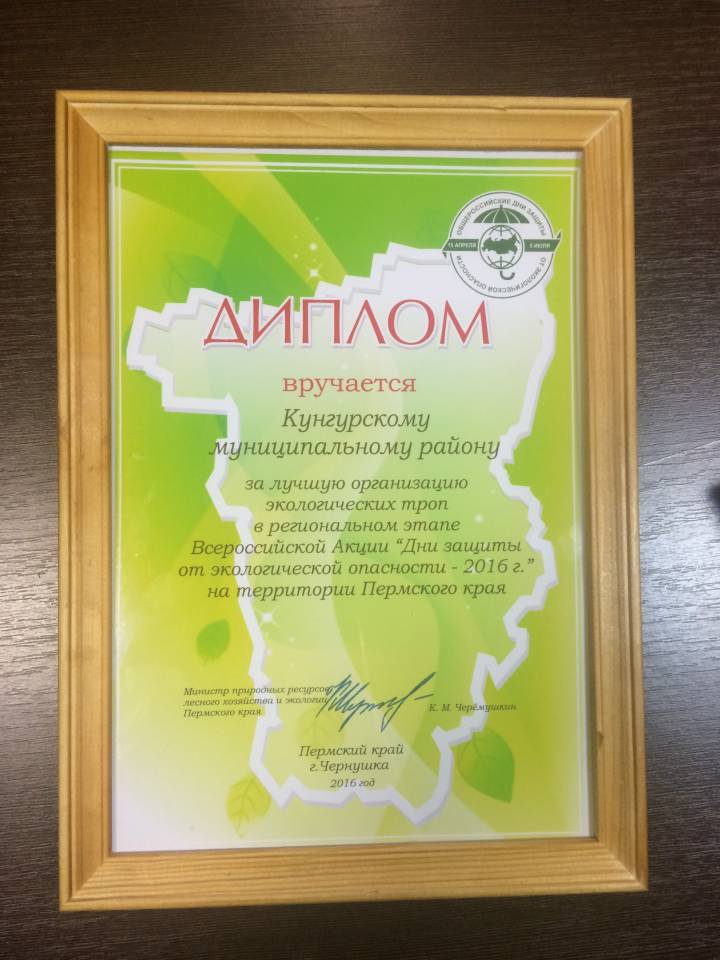 ОБЩЕРОССИЙСКИЕ ДНИ ЗАЩИТЫ
15 АПРЕЛЯ 5 ИЮЛЯ
ОТ ЭКОЛОГИЧЕСКОЙ ОПАСНОСТИ
ДИПЛОМ
вручается
Кунгурскому
муниципальному району
за лучшую организацию
экологических троп
в региональном этапе
Всероссийской Акции “Дни защиты
от экологической опасности - 2016 г.”
на территории Пермского края
Министр природных ресурсов,
лесного хозяйства и экологии
Пермского края
К. М. Черёмушкин
Пермский край
г.Чернушка
2016 год